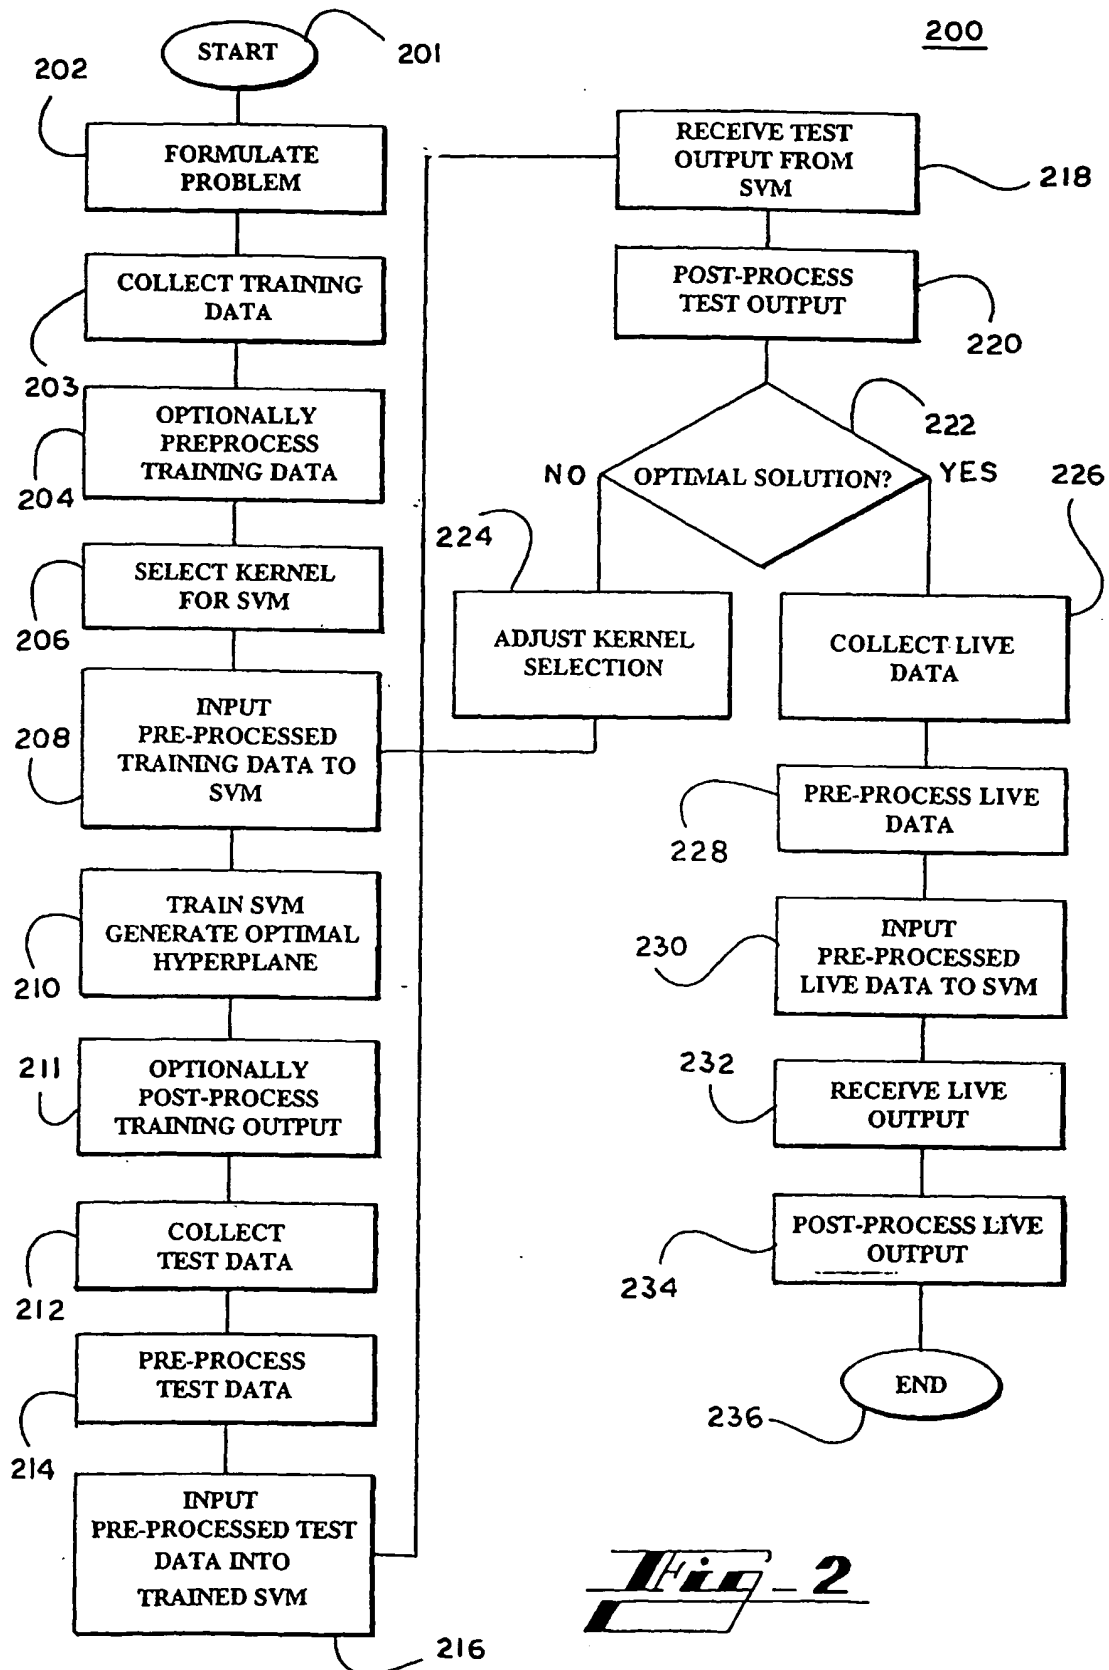 START
201
200
202
FORMULATE
PROBLEM
COLLECT TRAINING
DATA
203
OPTIONALLY
PREPROCESS
TRAINING DATA
204
SELECT KERNEL
FOR SVM
206
INPUT
PRE-PROCESSED
TRAINING DATA TO
SVM
208
TRAIN SVM
GENERATE OPTIMAL
HYPERPLANE
210
211
OPTIONALLY
POST-PROCESS
TRAINING OUTPUT
COLLECT
TEST DATA
212
PRE-PROCESS
TEST DATA
214
INPUT
PRE-PROCESSED TEST
DATA INTO
TRAINED SVM
216
RECEIVE TEST
OUTPUT FROM
SVM
218
POST-PROCESS
TEST OUTPUT
220
222
NO
OPTIMAL SOLUTION?
YES
224
ADJUST KERNEL
SELECTION
226
COLLECT LIVE
DATA
PRE-PROCESS LIVE
DATA
228
INPUT
PRE-PROCESSED
LIVE DATA TO SVM
230
232
RECEIVE LIVE
OUTPUT
POST-PROCESS LIVE
OUTPUT
234
END
236
Fig_2